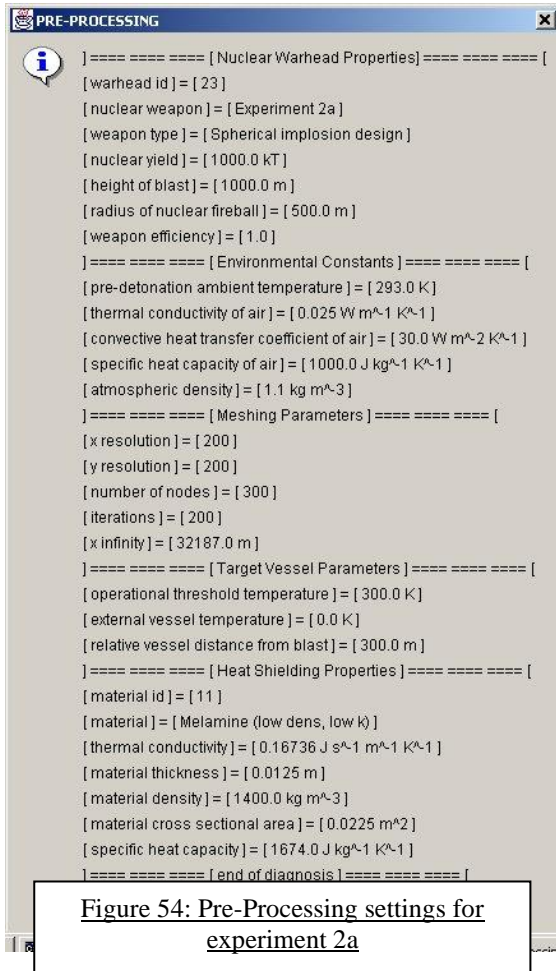 PRE-PROCESSING
] ==== ==== ==== [ Nuclear Warhead Properties] ==== ==== ==== [
[ warhead id ] = [ 23 ]
[ nuclear weapon ] = [ Experiment 2a ]
[ weapon type ] = [ Spherical implosion design ]
[ nuclear yield ] = [ 1000.0 kT ]
[ height of blast ] = [ 1000.0 m ]
[ radius of nuclear fireball ] = [ 500.0 m ]
[ weapon efficiency ] = [ 1.0 ]
] ==== ==== ==== [ Environmental Constants ] ==== ==== ==== [
[ pre-detonation ambient temperature ] = [ 293.0 K ]
[ thermal conductivity of air ] = [ 0.025 W m^-1 K^-1 ]
[ convective heat transfer coefficient of air ] = [ 30.0 W m^-2 K^-1 ]
[ specific heat capacity of air ] = [ 1000.0 J kg^-1 K^-1 ]
[ atmospheric density ] = [ 1.1 kg m^-3 ]
] ==== ==== ==== [ Meshing Parameters ] ==== ==== ==== [
[ x resolution ] = [ 200 ]
[ y resolution ] = [ 200 ]
[ number of nodes ] = [ 300 ]
[ iterations ] = [ 200 ]
[ x infinity ] = [ 32187.0 m ]
] ==== ==== ==== [ Target Vessel Parameters ] ==== ==== ==== [
[ operational threshold temperature ] = [ 300.0 K ]
[ external vessel temperature ] = [ 0.0 K ]
[ relative vessel distance from blast ] = [ 300.0 m ]
] ==== ==== ==== [ Heat Shielding Properties ] ==== ==== ==== [
[ material id ] = [ 11 ]
[ material ] = [ Melamine (low dens, low k) ]
[ thermal conductivity ] = [ 0.16736 J s^-1 m^-1 K^-1 ]
[ material thickness ] = [ 0.0125 m ]
[ material density ] = [ 1400.0 kg m^-3 ]
[ material cross sectional area ] = [ 0.0225 m^2 ]
[ specific heat capacity ] = [ 1674.0 J kg^-1 K^-1 ]
] ==== ==== ==== [ end of diagnosis ] ==== ==== ==== [
Figure 54: Pre-Processing settings for
experiment 2a